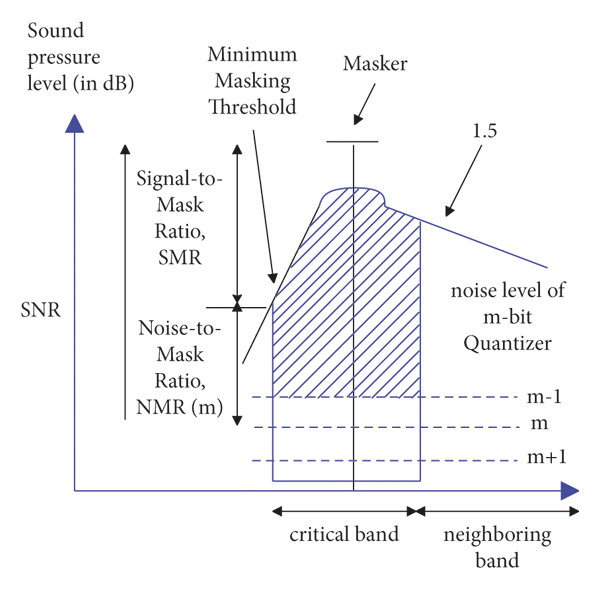 Sound
pressure
level (in dB)
Minimum
Masking
Threshold
Masker
1.5
Signal-to-
Mask
Ratio,
SMR
SNR
Noise-to-
Mask
Ratio,
NMR (m)
noise level of
m-bit
Quantizer
m-1
m
m+1
critical band
neighboring
band